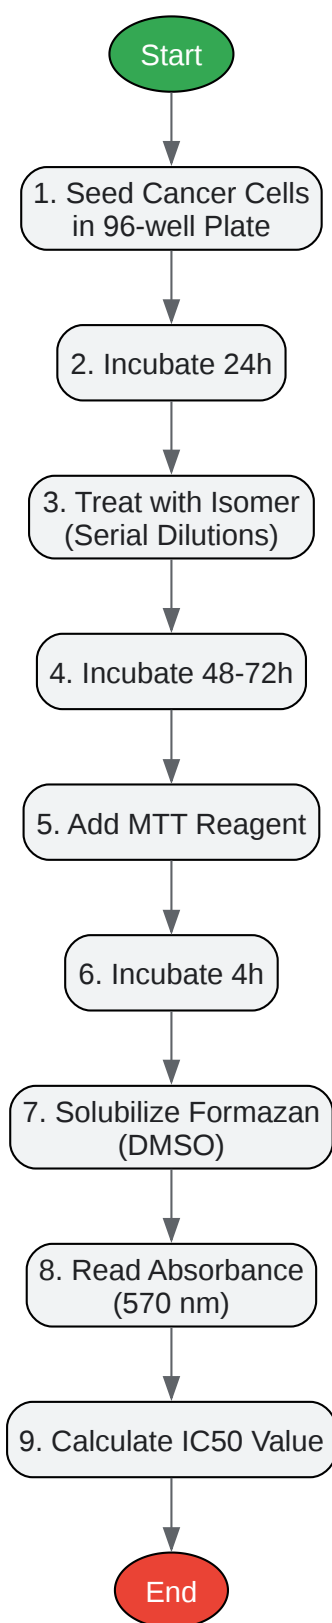 Start
1. Seed Cancer Cells
in 96-well Plate
2. Incubate 24h
3. Treat with Isomer
(Serial Dilutions)
4. Incubate 48-72h
5. Add MTT Reagent
6. Incubate 4h
7. Solubilize Formazan
(DMSO)
8. Read Absorbance
(570 nm)
9. Calculate IC50 Value
End